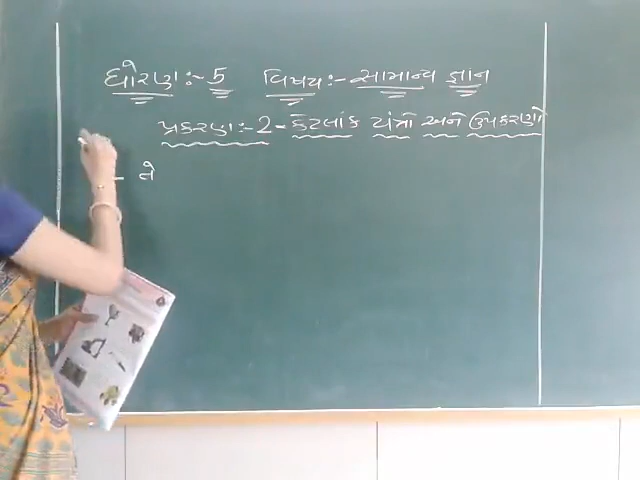 ધોરણ:- 5 વિષય:- સામાન્ય જ્ઞાન
પ્રકરણ:- 2 - કેટલાંક યંત્રો અને ઉપકરણો
- તે